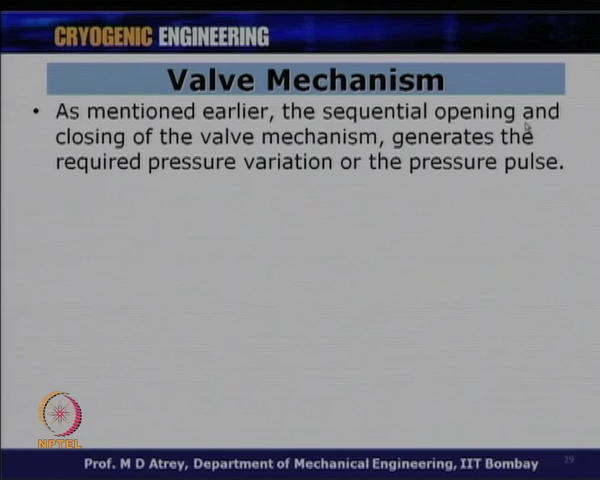 CRYOGENIC ENGINEERING
Valve Mechanism
• As mentioned earlier, the sequential opening and
closing of the valve mechanism, generates the
required pressure variation or the pressure pulse.
NPTEL
Prof. M D Atrey, Department of Mechanical Engineering, IIT Bombay
29